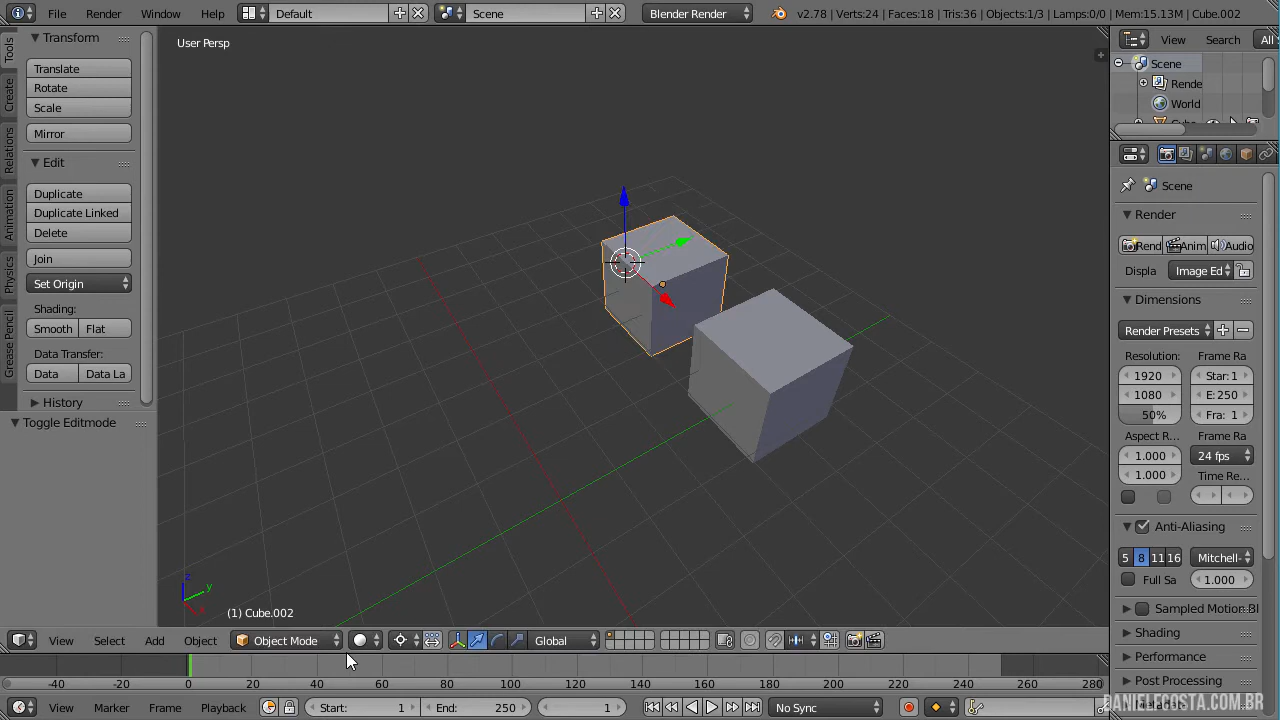 File Render Window Help Default Scene Blender Render v2.78 | Verts:24 | Faces:18 | Tris:36 | Objects:1/3 | Lamps:0/0 | Mem:15.13M | Cube.002
Tools
Create
Relations
Animation
Physics
Grease Pencil
Transform
Translate
Rotate
Scale
Mirror
Edit
Duplicate
Duplicate Linked
Delete
Join
Set Origin
Shading:
Smooth Flat
Data Transfer:
Data Data La
History
Toggle Editmode
User Persp
z
y
x
(1) Cube.002
View Search All S
Scene
Rende
World
Cube
Scene
Render
Rend Anim Audio
Displa Image Ed
Dimensions
Render Presets
Resolution: Frame Ra
1920 Star: 1
1080 E: 250
50% Fra: 1
Aspect R... Frame Ra
1.000 24 fps
1.000 Time Re...
Anti-Aliasing
5 8 11 16 Mitchell-
Full Sa 1.000
Sampled Motion Bl
Shading
Performance
Post Processing
View Select Add Object Object Mode Global
-40 -20 0 20 40 60 80 100 120 140 160 180 200 220 240 260 280
View Marker Frame Playback Start: 1 End: 250 1 No Sync
DANIELECOSTA.COM.BR